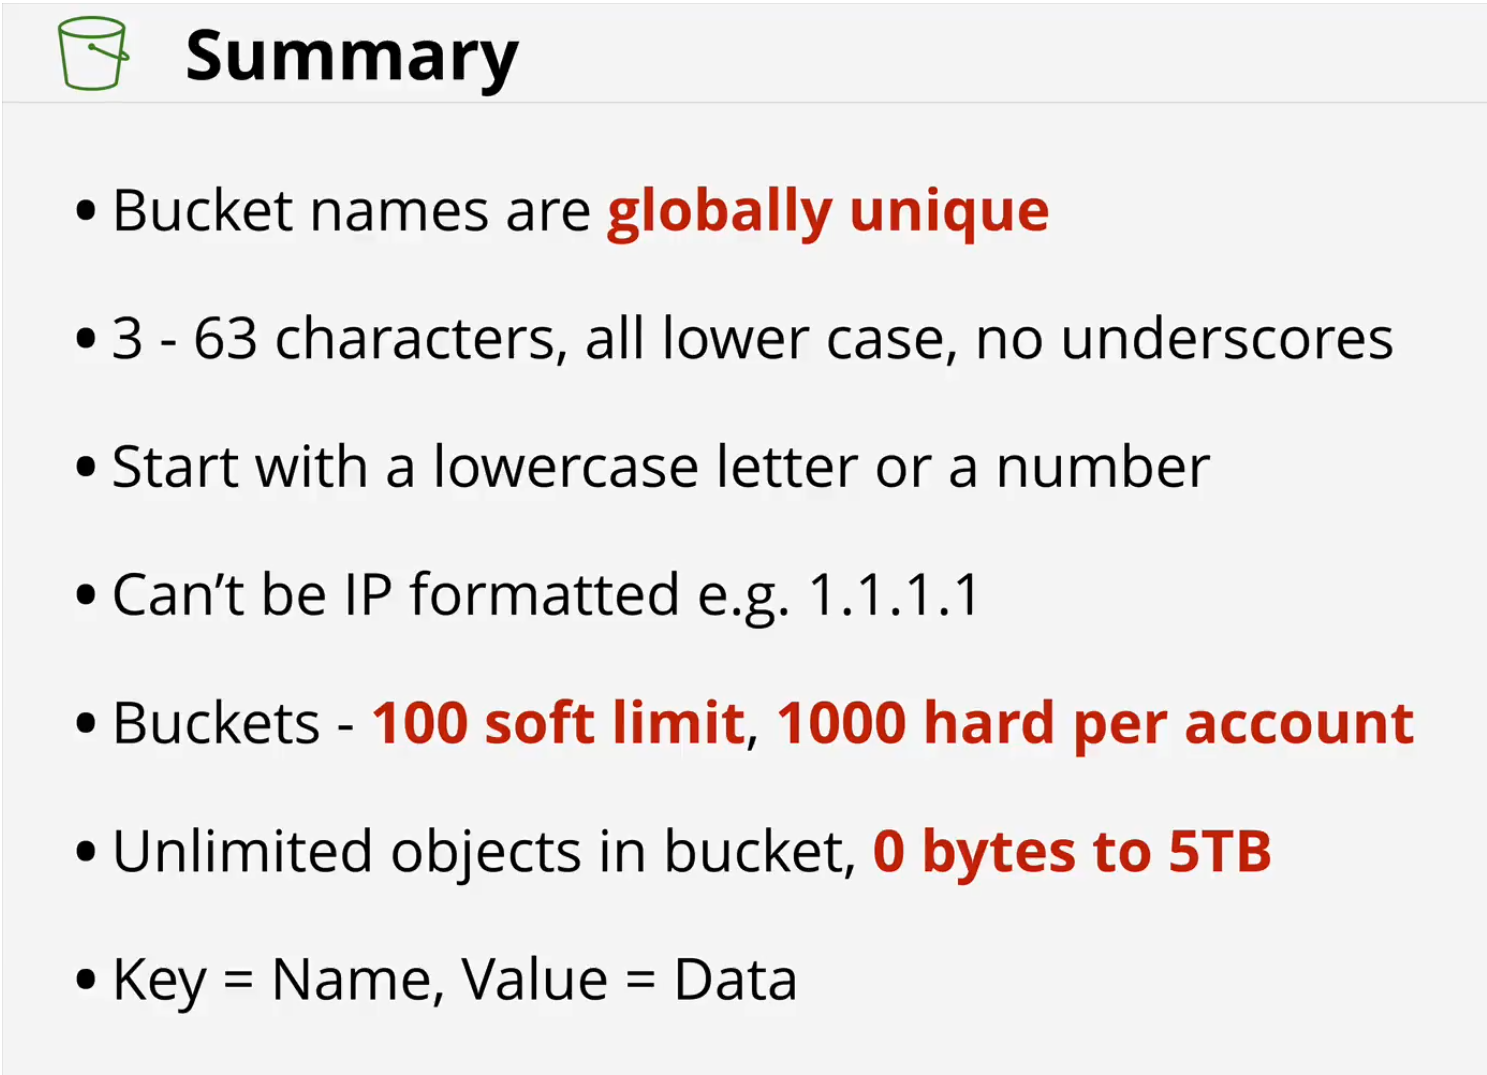 Summary
• Bucket names are globally unique
• 3 - 63 characters, all lower case, no underscores
• Start with a lowercase letter or a number
• Can’t be IP formatted e.g. 1.1.1.1
• Buckets - 100 soft limit, 1000 hard per account
• Unlimited objects in bucket, 0 bytes to 5TB
• Key = Name, Value = Data